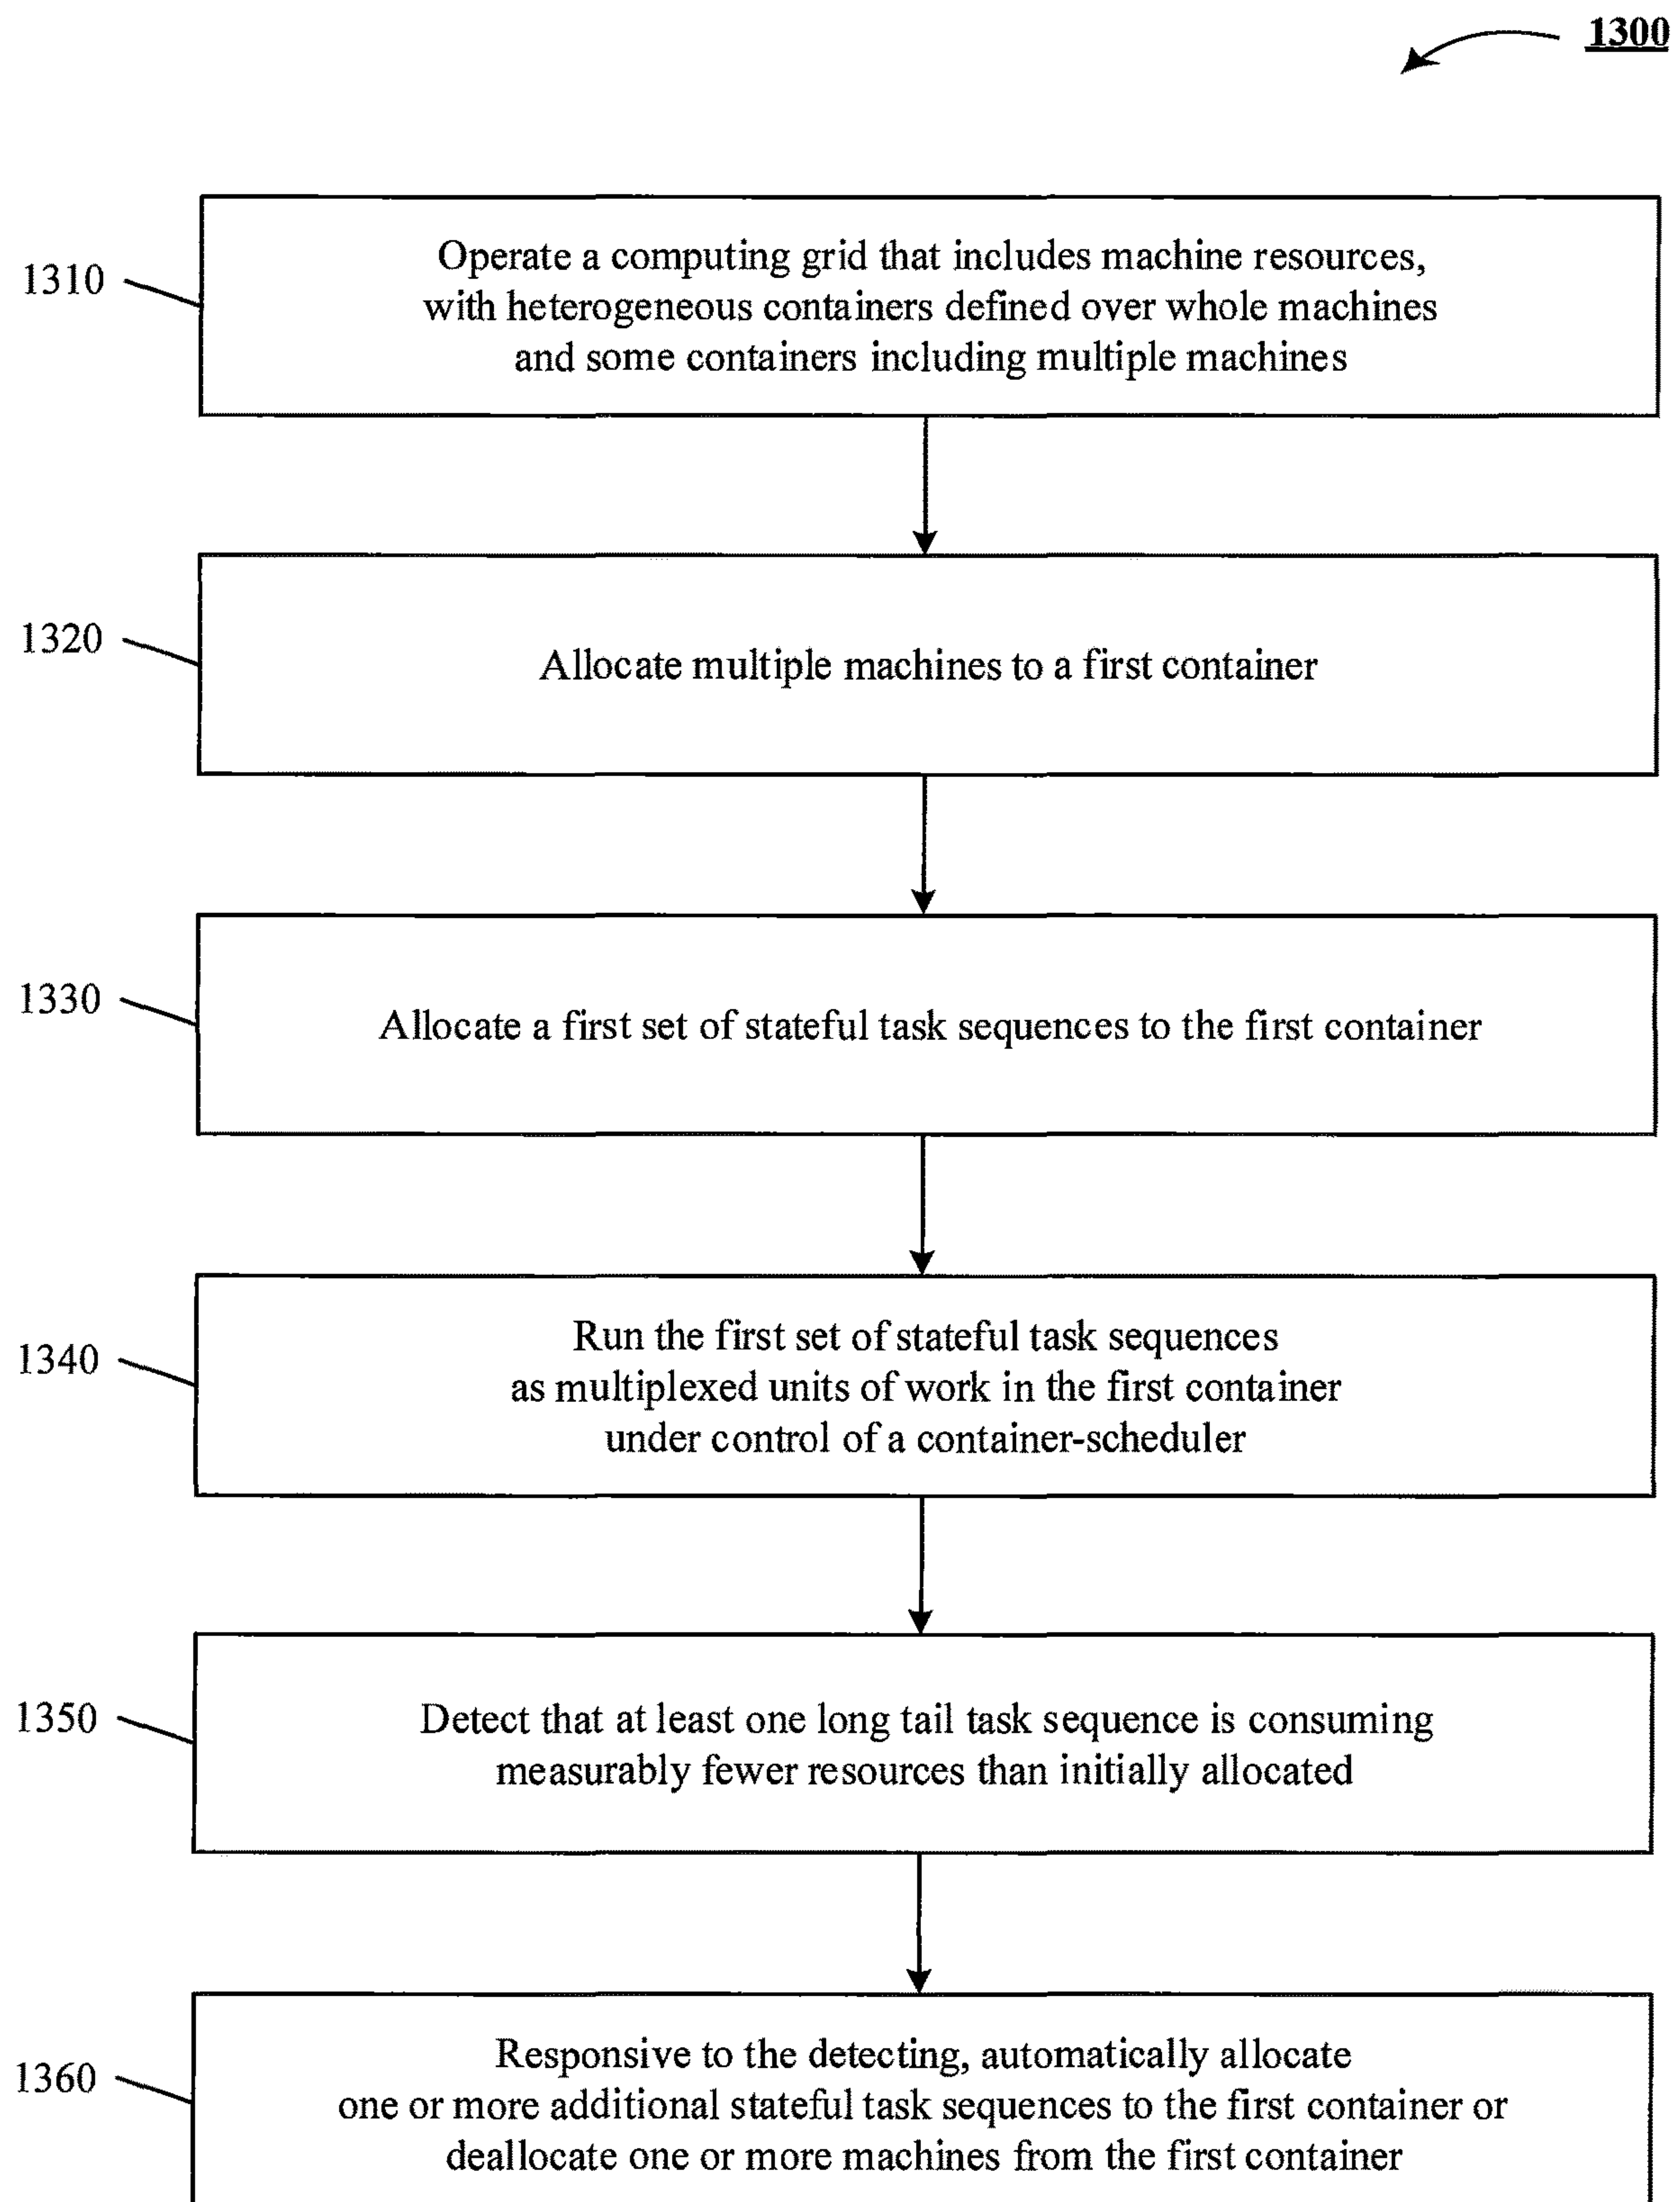 1300
1310
Operate a computing grid that includes machine resources,
with heterogeneous containers defined over whole machines
and some containers including multiple machines
1320
Allocate multiple machines to a first container
1330
Allocate a first set of stateful task sequences to the first container
1340
Run the first set of stateful task sequences
as multiplexed units of work in the first container
under control of a container-scheduler
1350
Detect that at least one long tail task sequence is consuming
measurably fewer resources than initially allocated
1360
Responsive to the detecting, automatically allocate
one or more additional stateful task sequences to the first container or
deallocate one or more machines from the first container